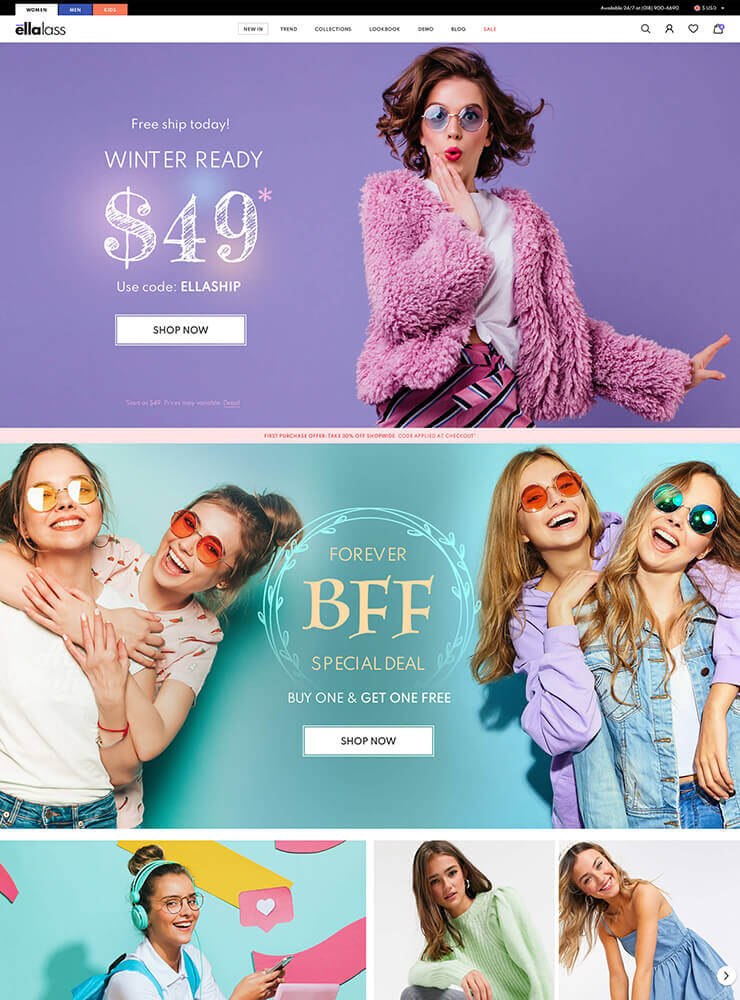 WOMEN MEN KIDS Available 24/7 at (018) 900-6690 $ USD
ēllalass NEW IN TREND COLLECTIONS LOOKBOOK DEMO BLOG SALE
Free ship today!
WINTER READY
$49*
Use code: ELLASHIP
SHOP NOW
*Start at $49. Prices may variable. Detail
FIRST PURCHASE OFFER: TAKE 30% OFF SHOPWIDE. CODE APPLIED AT CHECKOUT*
FOREVER
BFF
SPECIAL DEAL
BUY ONE & GET ONE FREE
SHOP NOW